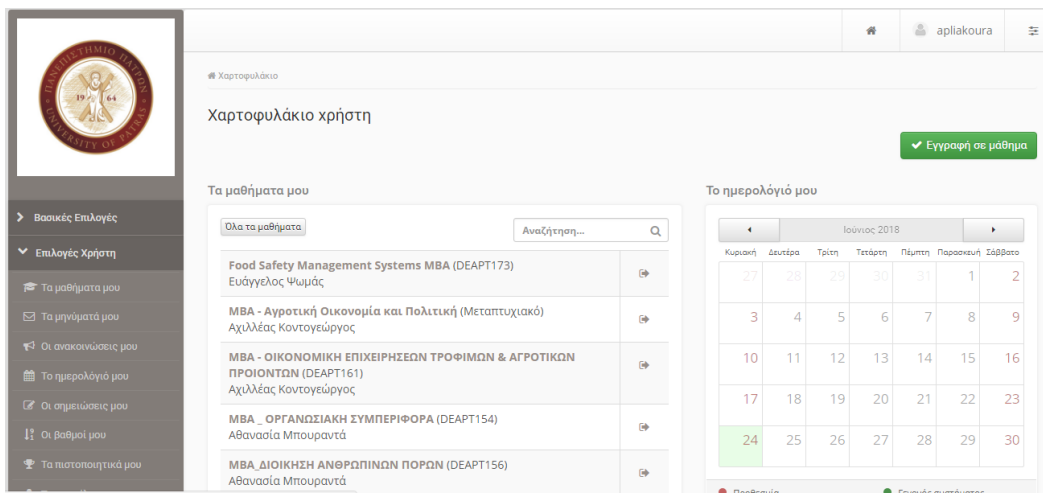 ΠΑΝΕΠΙΣΤΗΜΙΟ ΠΑΤΡΩΝ
19 64
UNIVERSITY OF PATRAS
apliakoura
Χαρτοφυλάκιο
Χαρτοφυλάκιο χρήστη
Εγγραφή σε μάθημα
Βασικές Επιλογές
Επιλογές Χρήστη
Τα μαθήματα μου
Τα μηνύματά μου
Οι ανακοινώσεις μου
Το ημερολόγιό μου
Οι σημειώσεις μου
Οι βαθμοί μου
Τα πιστοποιητικά μου
Τα μαθήματα μου
Όλα τα μαθήματα
Αναζήτηση...
Food Safety Management Systems MBA (DEAPT173)
Ευάγγελος Ψωμάς
MBA - Αγροτική Οικονομία και Πολιτική (Μεταπτυχιακό)
Αχιλλέας Κοντογεώργος
MBA - ΟΙΚΟΝΟΜΙΚΗ ΕΠΙΧΕΙΡΗΣΕΩΝ ΤΡΟΦΙΜΩΝ & ΑΓΡΟΤΙΚΩΝ
ΠΡΟΙΟΝΤΩΝ (DEAPT161)
Αχιλλέας Κοντογεώργος
MBA _ ΟΡΓΑΝΩΣΙΑΚΗ ΣΥΜΠΕΡΙΦΟΡΑ (DEAPT154)
Αθανασία Μπουραντά
MBA_ΔΙΟΙΚΗΣΗ ΑΝΘΡΩΠΙΝΩΝ ΠΟΡΩΝ (DEAPT156)
Αθανασία Μπουραντά
Το ημερολόγιό μου
Ιούνιος 2018
Κυριακή Δευτέρα Τρίτη Τετάρτη Πέμπτη Παρασκευή Σάββατο
27 28 29 30 31 1 2
3 4 5 6 7 8 9
10 11 12 13 14 15 16
17 18 19 20 21 22 23
24 25 26 27 28 29 30